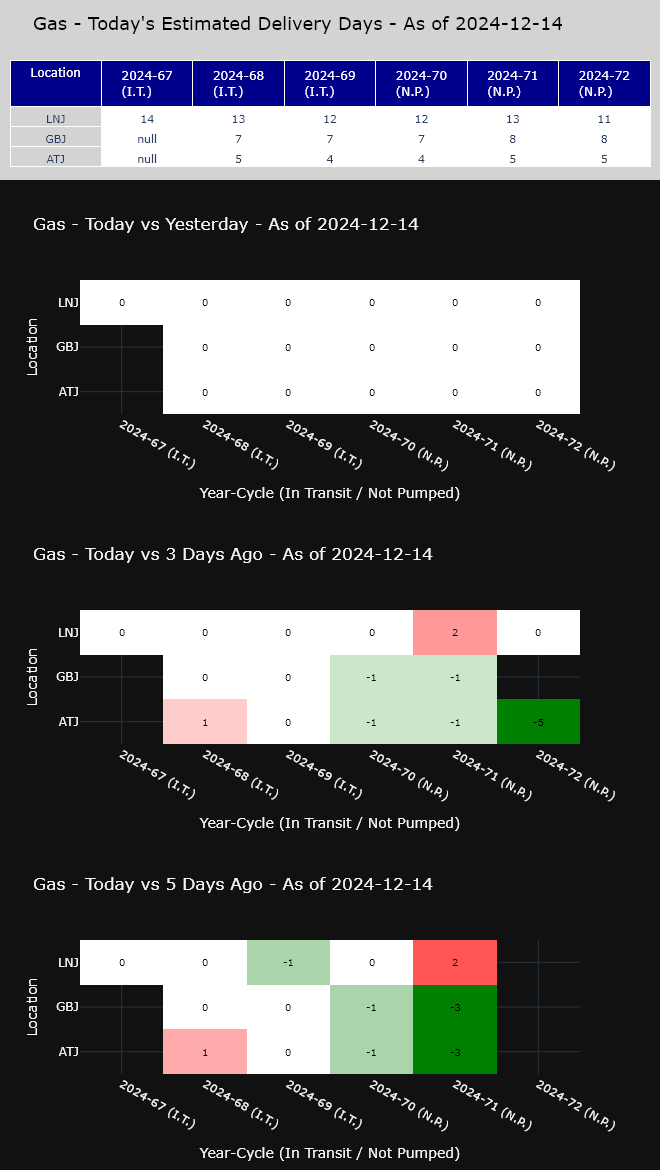 Gas - Today's Estimated Delivery Days - As of 2024-12-14
Location 2024-67 (I.T.) 2024-68 (I.T.) 2024-69 (I.T.) 2024-70 (N.P.) 2024-71 (N.P.) 2024-72 (N.P.)
LNJ 14 13 12 12 13 11
GBJ null 7 7 7 8 8
ATJ null 5 4 4 5 5
Gas - Today vs Yesterday - As of 2024-12-14
Location
LNJ 0 0 0 0 0 0
GBJ 0 0 0 0 0
ATJ 0 0 0 0 0
2024-67 (I.T.) 2024-68 (I.T.) 2024-69 (I.T.) 2024-70 (N.P.) 2024-71 (N.P.) 2024-72 (N.P.)
Year-Cycle (In Transit / Not Pumped)
Gas - Today vs 3 Days Ago - As of 2024-12-14
Location
LNJ 0 0 0 0 2 0
GBJ 0 0 -1 -1
ATJ 1 0 -1 -1 -5
2024-67 (I.T.) 2024-68 (I.T.) 2024-69 (I.T.) 2024-70 (N.P.) 2024-71 (N.P.) 2024-72 (N.P.)
Year-Cycle (In Transit / Not Pumped)
Gas - Today vs 5 Days Ago - As of 2024-12-14
Location
LNJ 0 0 -1 0 2
GBJ 0 0 -1 -3
ATJ 1 0 -1 -3
2024-67 (I.T.) 2024-68 (I.T.) 2024-69 (I.T.) 2024-70 (N.P.) 2024-71 (N.P.) 2024-72 (N.P.)
Year-Cycle (In Transit / Not Pumped)